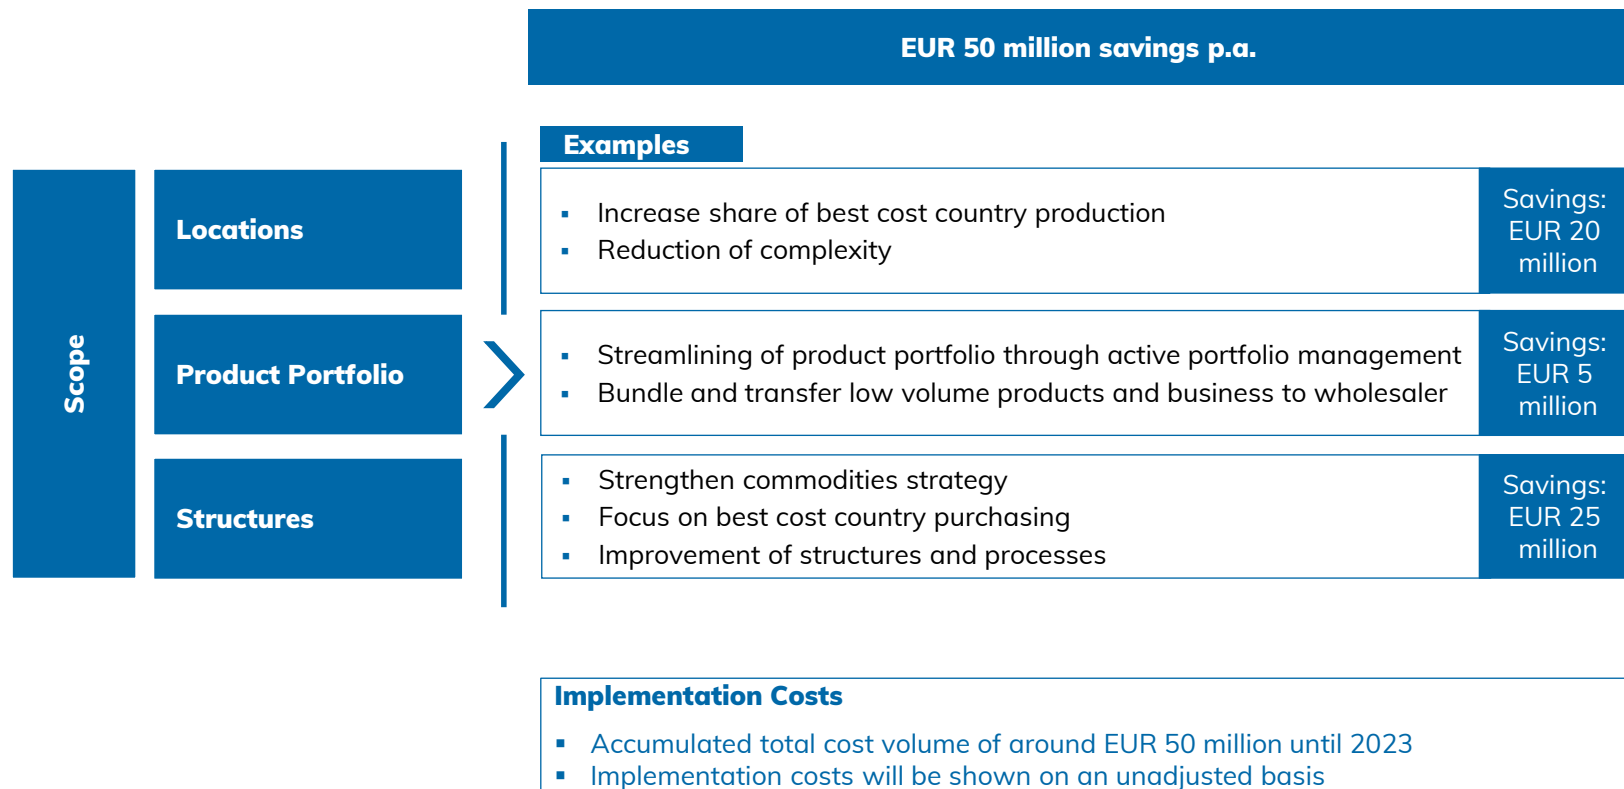 EUR 50 million savings p.a.
Examples
Scope
Locations
▪ Increase share of best cost country production
▪ Reduction of complexity
Savings:
EUR 20
million
Product Portfolio
▪ Streamlining of product portfolio through active portfolio management
▪ Bundle and transfer low volume products and business to wholesaler
Savings:
EUR 5
million
Structures
▪ Strengthen commodities strategy
▪ Focus on best cost country purchasing
▪ Improvement of structures and processes
Savings:
EUR 25
million
Implementation Costs
▪ Accumulated total cost volume of around EUR 50 million until 2023
▪ Implementation costs will be shown on an unadjusted basis